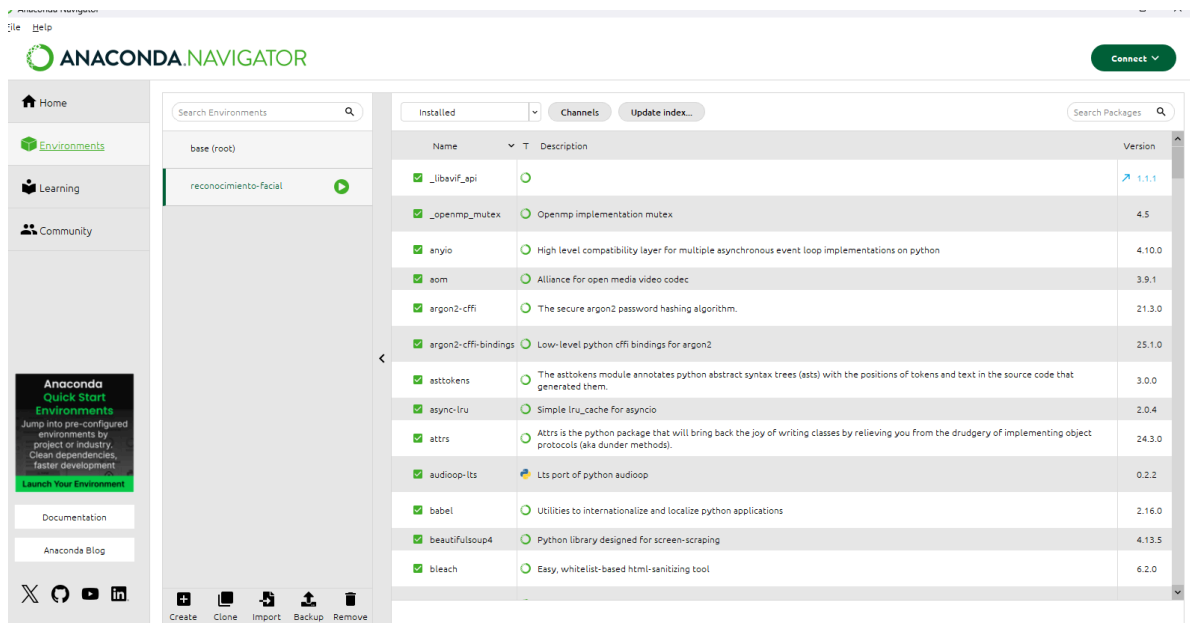 Anaconda Navigator
File Help
ANACONDA.NAVIGATOR
Connect
Home
Environments
Learning
Community
Anaconda
Quick Start
Environments
Jump into pre-configured
environments by
project or industry.
Clean dependencies,
faster development
Launch Your Environment
Documentation
Anaconda Blog
Search Environments
base (root)
reconocimiento-facial
Create Clone Import Backup Remove
Installed Channels Update index... Search Packages
Name T Description Version
_libavif_api 1.1.1
_openmp_mutex Openmp implementation mutex 4.5
anyio High level compatibility layer for multiple asynchronous event loop implementations on python 4.10.0
aom Alliance for open media video codec 3.9.1
argon2-cffi The secure argon2 password hashing algorithm. 21.3.0
argon2-cffi-bindings Low-level python cffi bindings for argon2 25.1.0
asttokens The asttokens module annotates python abstract syntax trees (asts) with the positions of tokens and text in the source code that
generated them. 3.0.0
async-lru Simple lru_cache for asyncio 2.0.4
attrs Attrs is the python package that will bring back the joy of writing classes by relieving you from the drudgery of implementing object
protocols (aka dunder methods). 24.3.0
audioop-lts Lts port of python audioop 0.2.2
babel Utilities to internationalize and localize python applications 2.16.0
beautifulsoup4 Python library designed for screen-scraping 4.13.5
bleach Easy, whitelist-based html-sanitizing tool 6.2.0